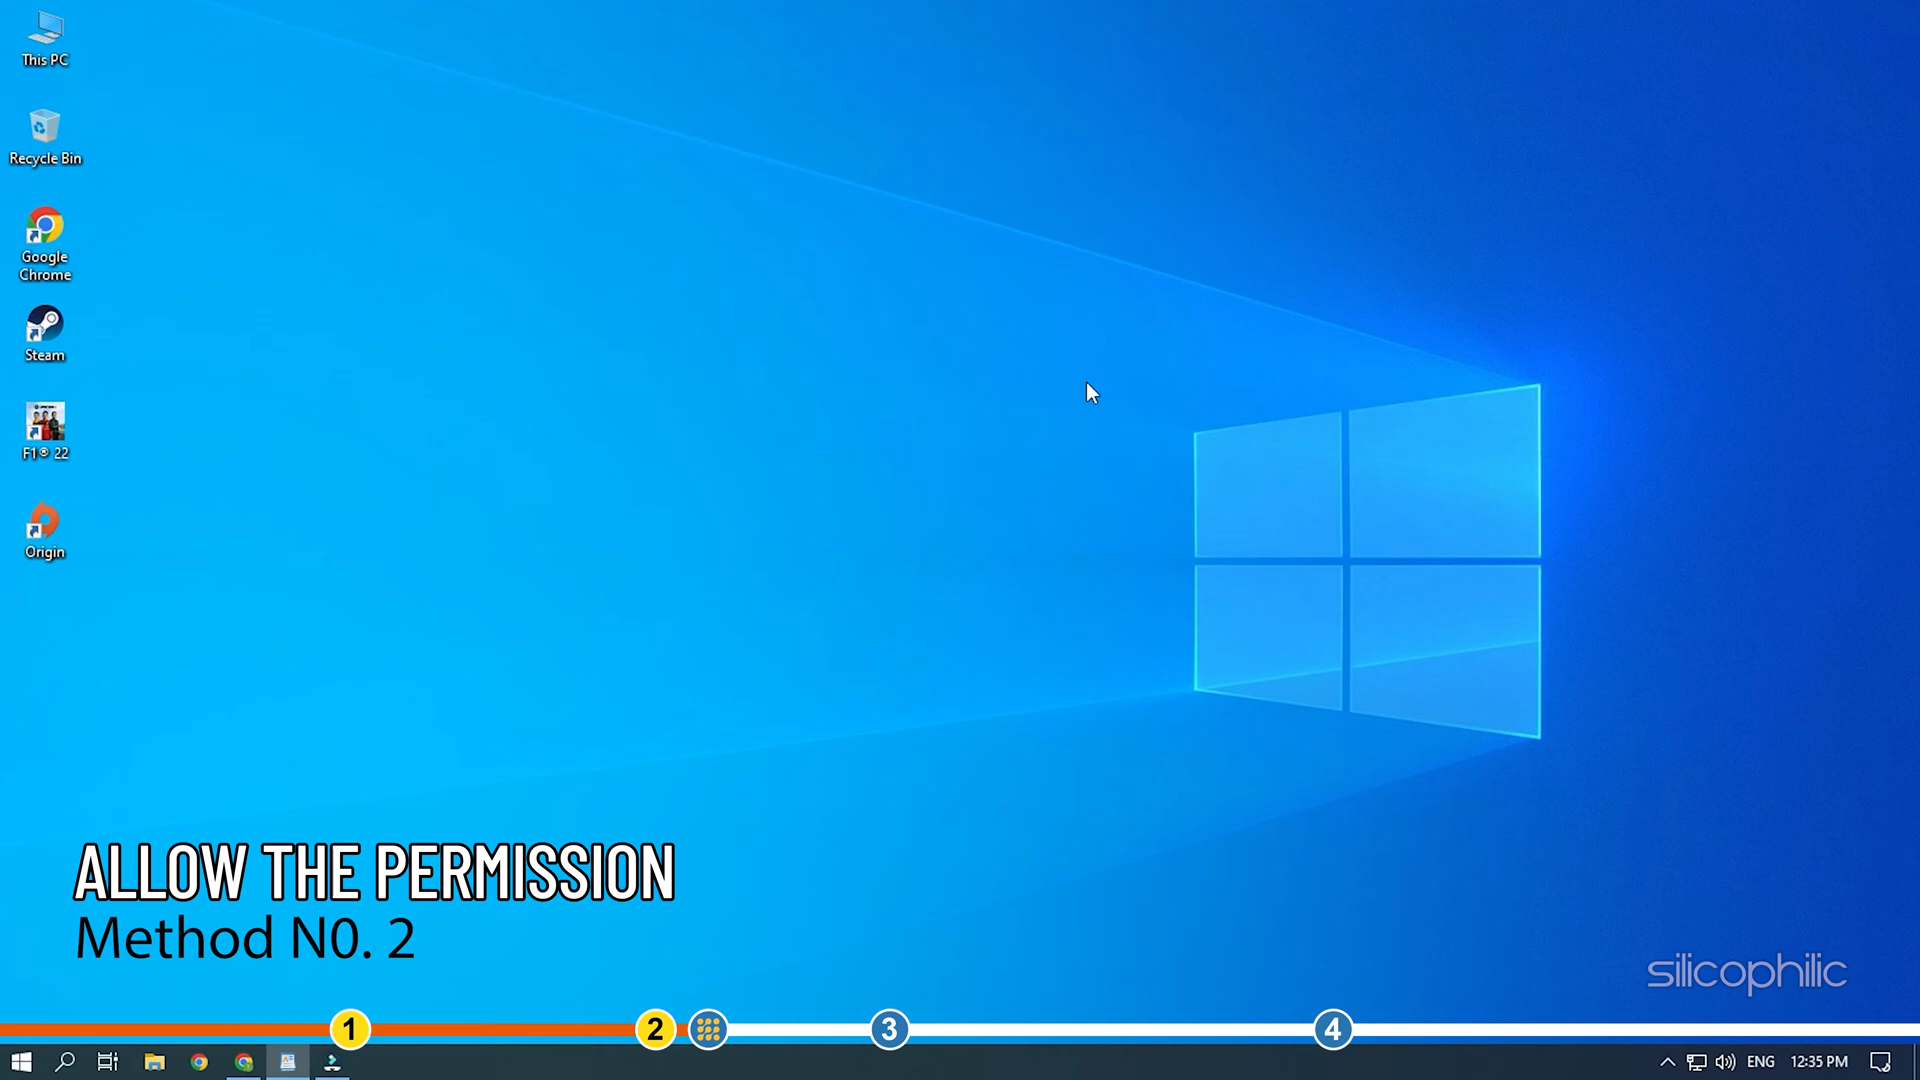 This PC
Recycle Bin
Google
Chrome
Steam
F1® 22
Origin
ALLOW THE PERMISSION
Method N0. 2
silicophilic
1
2
3
4
ENG
12:35 PM